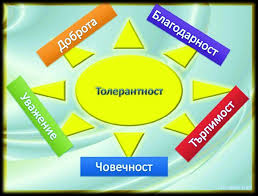 Доброта
Благодарност
Толерантност
Уважение
Търпимост
Човечност